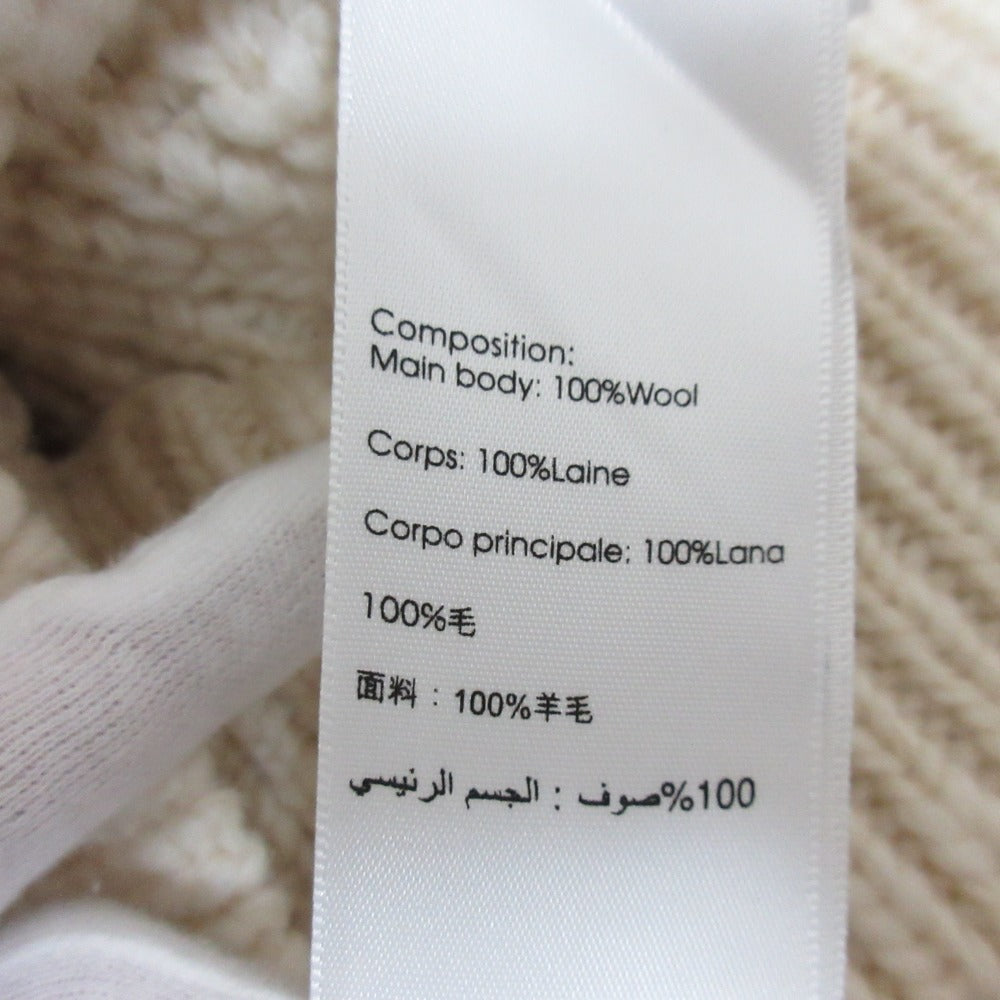 Composition:
Main body: 100%Wool
Corps: 100%Laine
Corpo principale: 100%Lana
100%毛
面料：100%羊毛
100%صوف : الجسم الرئيسي